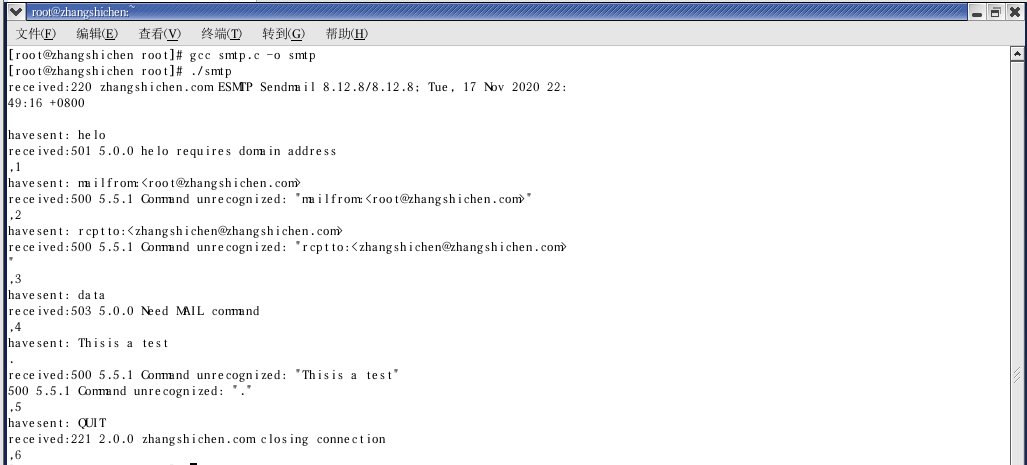 root@zhangshichen:~
文件(F) 编辑(E) 查看(V) 终端(T) 转到(G) 帮助(H)
[root@zhangshichen root]# gcc smtp.c -o smtp
[root@zhangshichen root]# ./smtp
received:220 zhangshichen.com ESMTP Sendmail 8.12.8/8.12.8; Tue, 17 Nov 2020 22:
49:16 +0800
havesent: helo
received:501 5.0.0 helo requires domain address
,1
havesent: mailfrom:<root@zhangshichen.com>
received:500 5.5.1 Command unrecognized: "mailfrom:<root@zhangshichen.com>"
,2
havesent: rcptto:<zhangshichen@zhangshichen.com>
received:500 5.5.1 Command unrecognized: "rcptto:<zhangshichen@zhangshichen.com>
"
,3
havesent: data
received:503 5.0.0 Need MAIL command
,4
havesent: Thisis a test
.
received:500 5.5.1 Command unrecognized: "Thisis a test"
500 5.5.1 Command unrecognized: "."
,5
havesent: QUIT
received:221 2.0.0 zhangshichen.com closing connection
,6